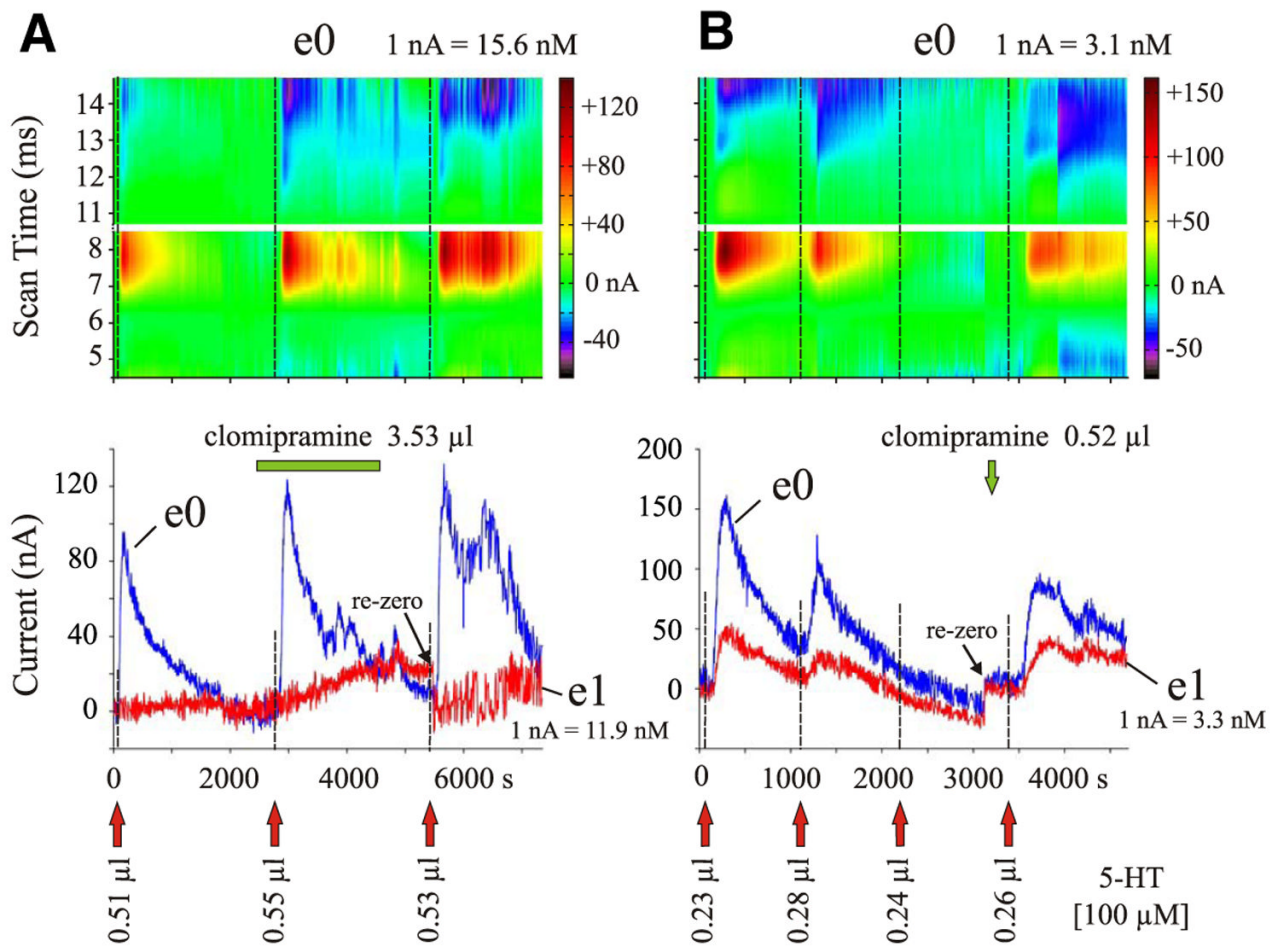 A
e0 1 nA = 15.6 nM
B
e0 1 nA = 3.1 nM
Scan Time (ms)
14
13
12
11
8
7
6
5
+120
+80
+40
0 nA
-40
+150
+100
+50
0 nA
-50
clomipramine 3.53 µl
clomipramine 0.52 µl
Current (nA)
120
80
40
0
e0
re-zero
e1
1 nA = 11.9 nM
200
150
100
50
0
e0
re-zero
e1
1 nA = 3.3 nM
0 2000 4000 6000 s
0 1000 2000 3000 4000 s
0.51 µl
0.55 µl
0.53 µl
0.23 µl
0.28 µl
0.24 µl
0.26 µl
5-HT
[100 µM]